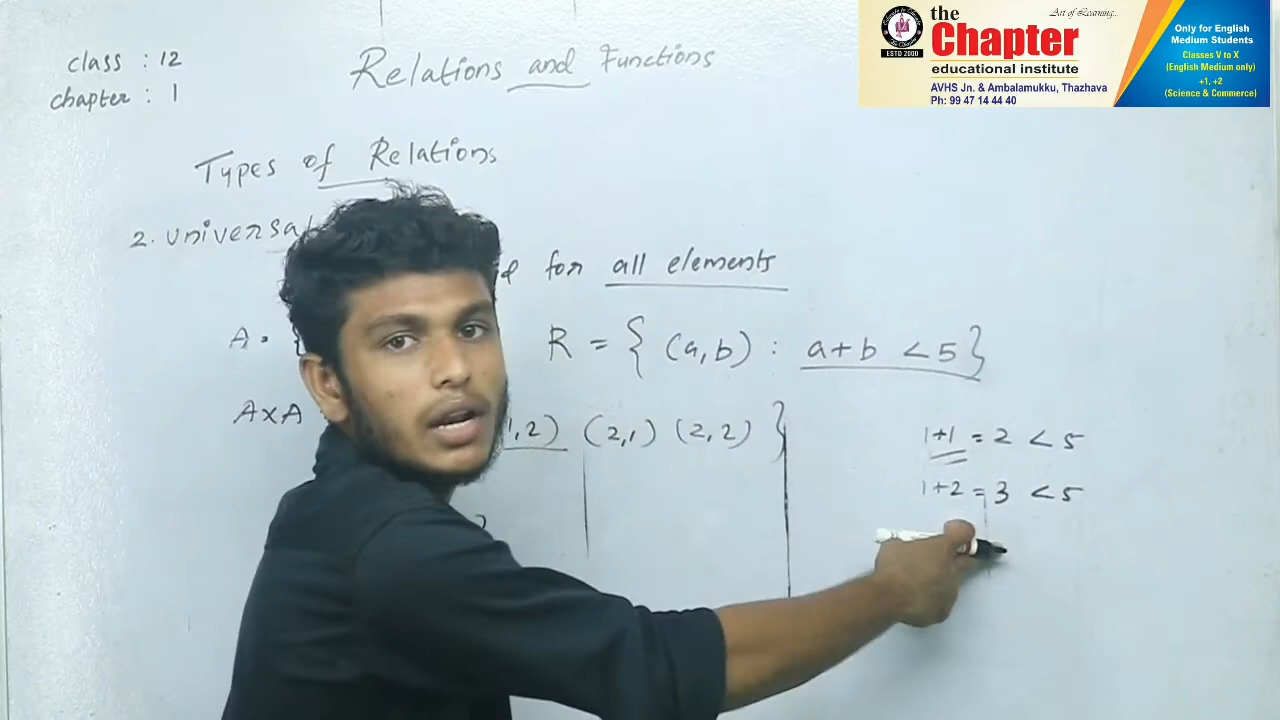 class : 12
chapter : 1
Relations and Functions
Types of Relations
2. universal
for all elements
A = {
R = { (a,b) : a+b < 5 }
A×A
1,2) (2,1) (2,2) }
1+1 = 2 < 5
1+2 = 3 < 5
ESTD 2000
the
Art of Learning...
Chapter
educational institute
AVHS Jn. & Ambalamukku, Thazhava
Ph: 99 47 14 44 40
Only for English
Medium Students
Classes V to X
(English Medium only)
+1, +2
(Science & Commerce)